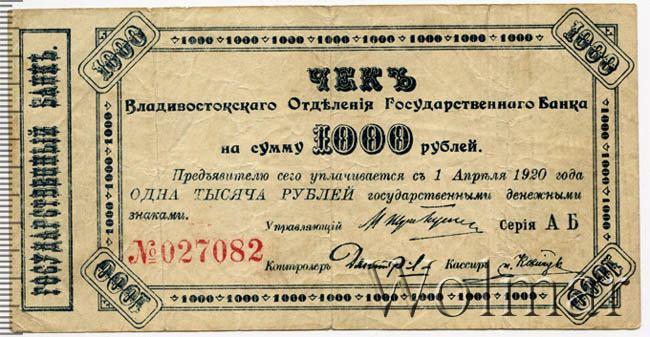 ГОСУДАРСТВЕННЫЙ БАНКЪ.
1000 1000
ЧЕКЪ
Владивостокскаго Отдѣленія Государственнаго Банка
на сумму 1000 рублей.
Предъявителю сего уплачивается съ 1 Апрѣля 1920 года
ОДНА ТЫСЯЧА РУБЛЕЙ государственными денежными
знаками.
Управляющій Серія А Б
№027082
Контролеръ Кассиръ
1000 1000
Wolmar